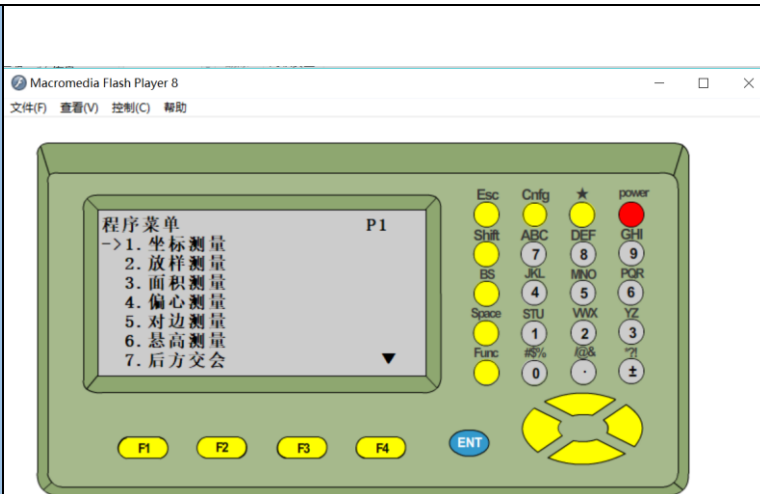 Macromedia Flash Player 8
文件(F) 查看(V) 控制(C) 帮助
程序菜单 P1
->1.坐标测量
2.放样测量
3.面积测量
4.偏心测量
5.对边测量
6.悬高测量
7.后方交会
Esc Cnfg ★ power
Shift ABC DEF GHI
7 8 9
BS JKL MNO PQR
4 5 6
Space STU VWX YZ
1 2 3
Func #$% /@& *?!
0 . ±
F1 F2 F3 F4 ENT